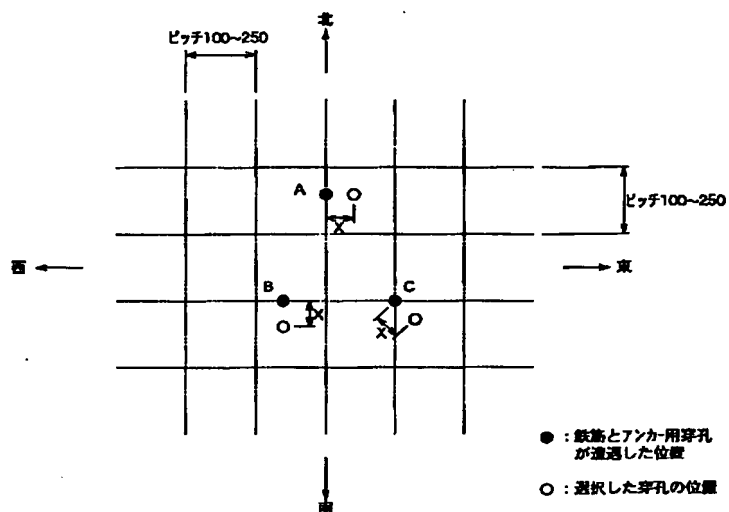 北
ピッチ100~250
A
X
ピッチ100~250
西
東
B
C
X
X
●:鉄筋とアンカー用穿孔
が遭遇した位置
○:選択した穿孔の位置
南